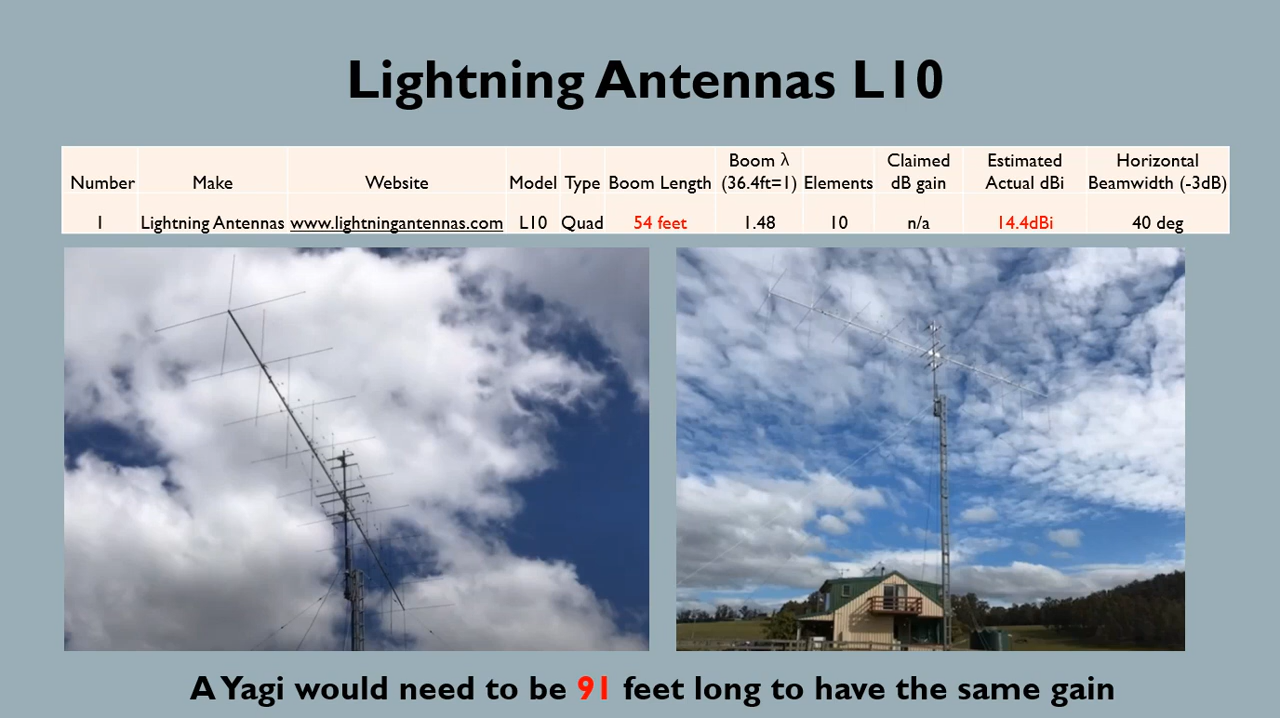 Lightning Antennas L10
Number Make Website Model Type Boom Length Boom λ (36.4ft=1) Elements Claimed dB gain Estimated Actual dBi Horizontal Beamwidth (-3dB)
1 Lightning Antennas www.lightningantennas.com L10 Quad 54 feet 1.48 10 n/a 14.4dBi 40 deg
A Yagi would need to be 91 feet long to have the same gain